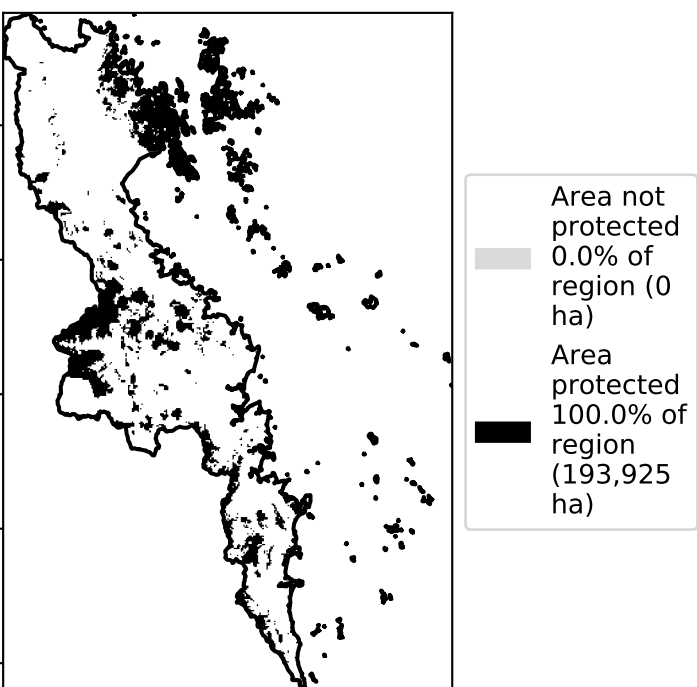 Area not
protected
0.0% of
region (0
ha)
Area
protected
100.0% of
region
(193,925
ha)